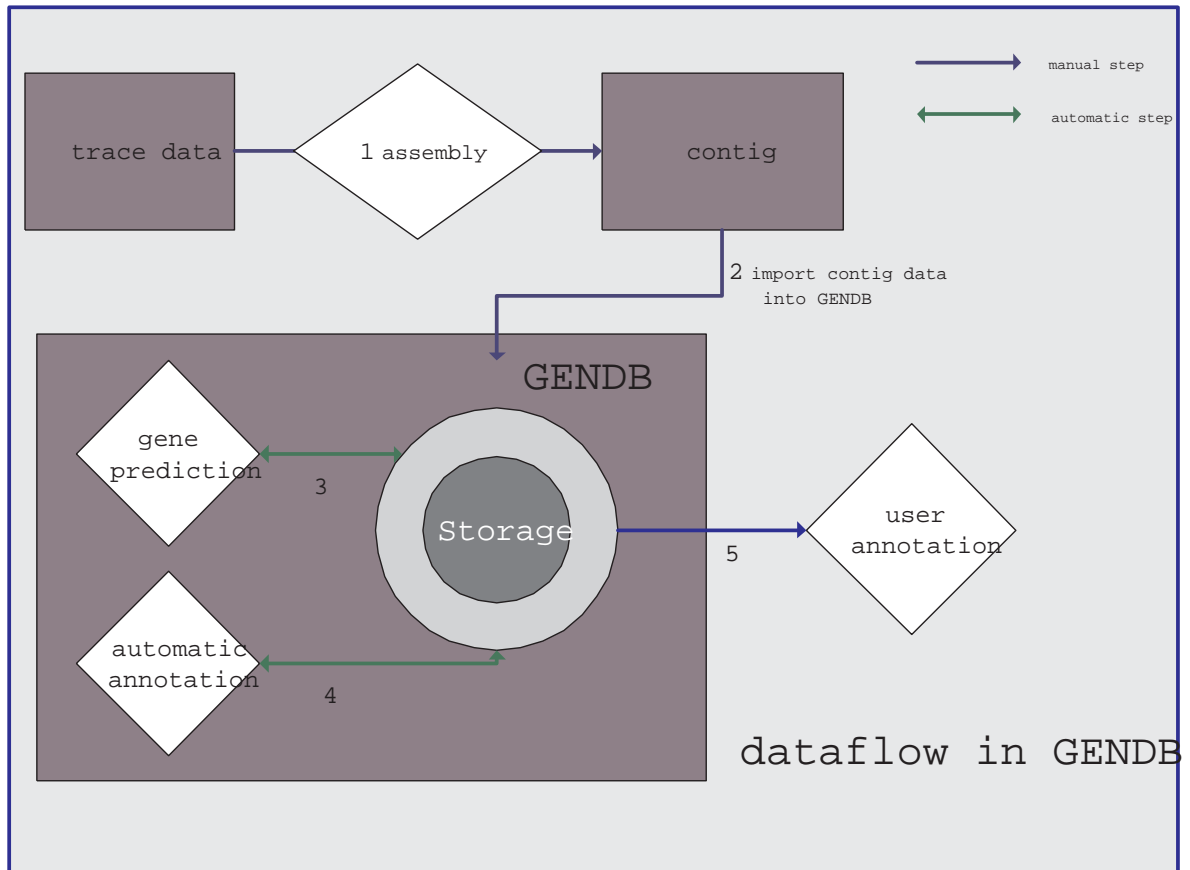 manual step
automatic step
trace data
1 assembly
contig
2 import contig data
into GENDB
GENDB
gene
prediction
3
Storage
user
annotation
5
automatic
annotation
4
dataflow in GENDB